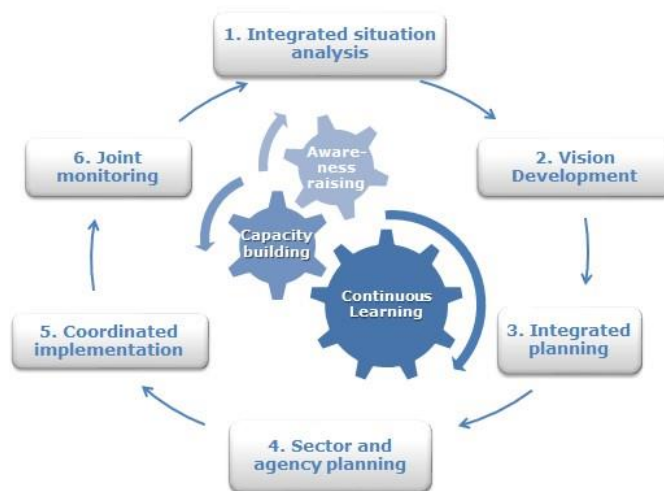 1. Integrated situation
analysis
2. Vision
Development
3. Integrated
planning
4. Sector and
agency planning
5. Coordinated
implementation
6. Joint
monitoring
Aware-
ness
raising
Capacity
building
Continuous
Learning